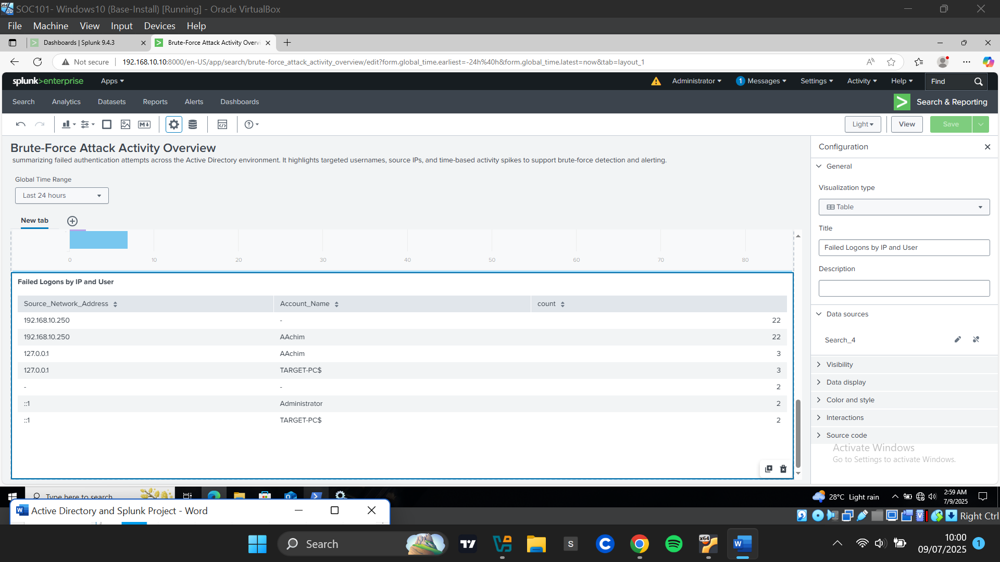 SOC101- Windows10 (Base-Install) [Running] - Oracle VirtualBox
File Machine View Input Devices Help
Dashboards | Splunk 9.4.3
Brute-Force Attack Activity Overvi
Not secure 192.168.10.10:8000/en-US/app/search/brute-force_attack_activity_overview/edit?form.global_time.earliest=-24h%40h&form.global_time.latest=now&tab=layout_1
splunk>enterprise Apps Administrator 1 Messages Settings Activity Help Find
Search Analytics Datasets Reports Alerts Dashboards Search & Reporting
Light View Save
Brute-Force Attack Activity Overview
summarizing failed authentication attempts across the Active Directory environment. It highlights targeted usernames, source IPs, and time-based activity spikes to support brute-force detection and alerting.
Global Time Range
Last 24 hours
New tab
0 10 20 30 40 50 60 70 80
Failed Logons by IP and User
Source_Network_Address Account_Name count
192.168.10.250 - 22
192.168.10.250 AAchim 22
127.0.0.1 AAchim 3
127.0.0.1 TARGET-PC$ 3
- - 2
::1 Administrator 2
::1 TARGET-PC$ 2
Configuration
General
Visualization type
Table
Title
Failed Logons by IP and User
Description
Data sources
Search_4
Visibility
Data display
Color and style
Interactions
Source code
Activate Windows
Go to Settings to activate Windows.
Type here to search
28°C Light rain
2:59 AM
7/9/2025
Active Directory and Splunk Project - Word
Right Ctrl
Search
10:00
09/07/2025
1